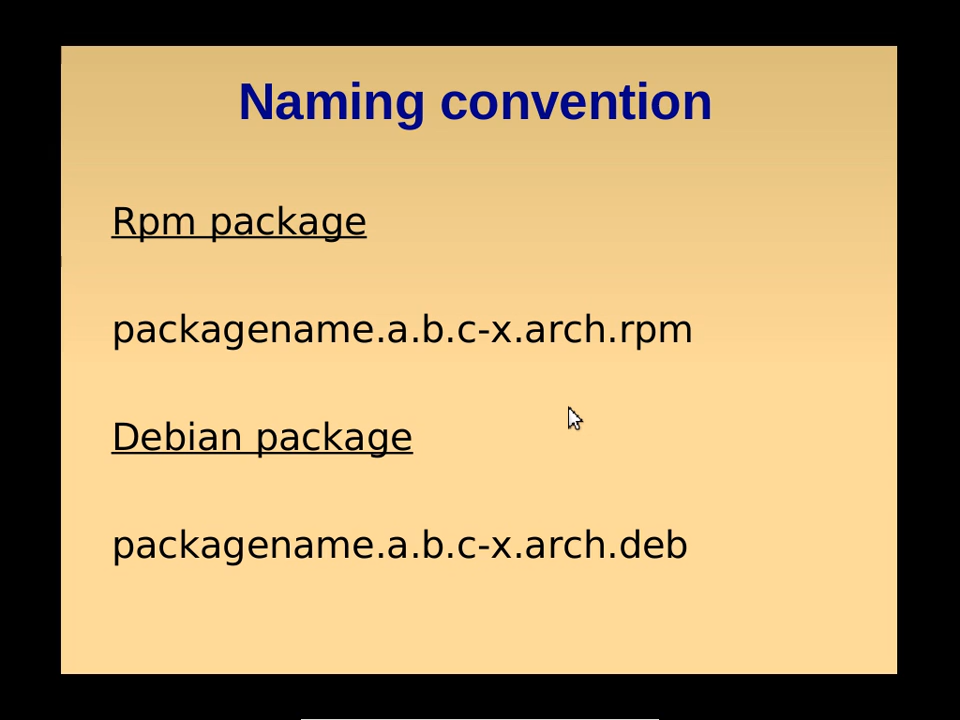 Naming convention
Rpm package
packagename.a.b.c-x.arch.rpm
Debian package
packagename.a.b.c-x.arch.deb